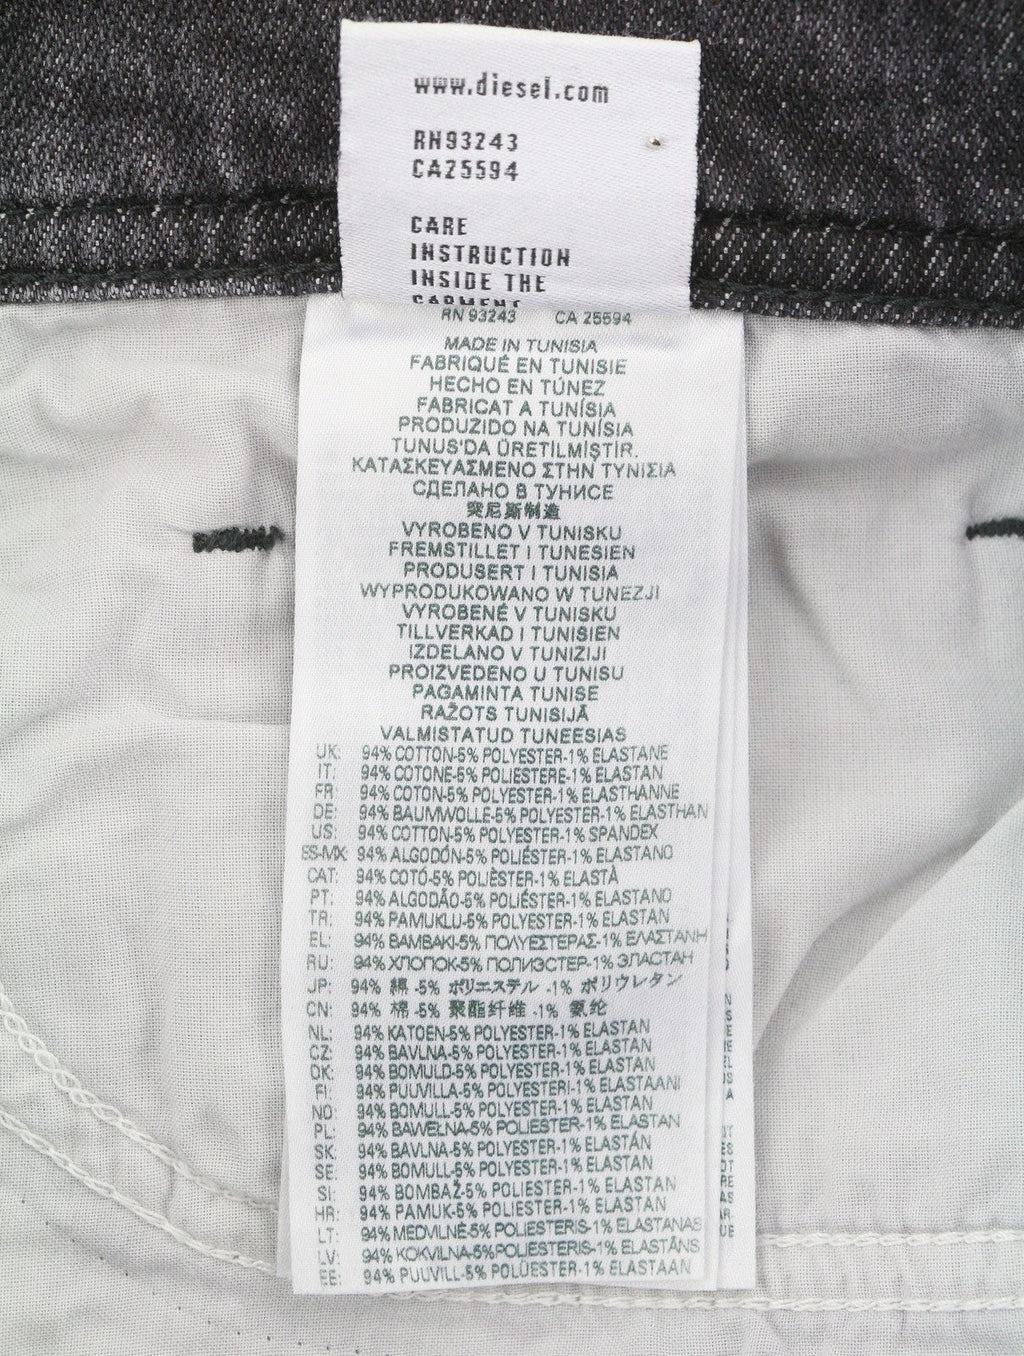 www.diesel.com
RN93243
CA25594
CARE
INSTRUCTION
INSIDE THE
GARMENT
RN 93243 CA 25594
MADE IN TUNISIA
FABRIQUÉ EN TUNISIE
HECHO EN TÚNEZ
FABRICAT A TUNÍSIA
PRODUZIDO NA TUNÍSIA
TUNUS'DA ÜRETİLMİŞTİR.
ΚΑΤΑΣΚΕΥΑΣΜΕΝΟ ΣΤΗΝ ΤΥΝΙΣΙΑ
СДЕЛАНО В ТУНИСЕ
突尼斯制造
VYROBENO V TUNISKU
FREMSTILLET I TUNESIEN
PRODUSERT I TUNISIA
WYPRODUKOWANO W TUNEZJI
VYROBENÉ V TUNISKU
TILLVERKAD I TUNISIEN
IZDELANO V TUNIZIJI
PROIZVEDENO U TUNISU
PAGAMINTA TUNISE
RAŽOTS TUNISIJĀ
VALMISTATUD TUNEESIAS
UK: 94% COTTON-5% POLYESTER-1% ELASTANE
IT: 94% COTONE-5% POLIESTERE-1% ELASTAN
FR: 94% COTON-5% POLYESTER-1% ELASTHANNE
DE: 94% BAUMWOLLE-5% POLYESTER-1% ELASTHAN
US: 94% COTTON-5% POLYESTER-1% SPANDEX
ES-MX: 94% ALGODÓN-5% POLIÉSTER-1% ELASTANO
CAT: 94% COTÓ-5% POLIÈSTER-1% ELASTÀ
PT: 94% ALGODÃO-5% POLIÉSTER-1% ELASTANO
TR: 94% PAMUKLU-5% POLYESTER-1% ELASTAN
EL: 94% ΒΑΜΒΑΚΙ-5% ΠΟΛΥΕΣΤΕΡΑΣ-1% ΕΛΑΣΤΑΝΗ
RU: 94% ХЛОПОК-5% ПОЛИЭСТЕР-1% ЭЛАСТАН
JP: 94% 綿 -5% ポリエステル -1% ポリウレタン
CN: 94% 棉 -5% 聚酯纤维 -1% 氨纶
NL: 94% KATOEN-5% POLYESTER-1% ELASTAN
CZ: 94% BAVLNA-5% POLYESTER-1% ELASTAN
DK: 94% BOMULD-5% POLYESTER-1% ELASTAN
FI: 94% PUUVILLA-5% POLYESTERI-1% ELASTAANI
NO: 94% BOMULL-5% POLYESTER-1% ELASTAN
PL: 94% BAWEŁNA-5% POLIESTER-1% ELASTAN
SK: 94% BAVLNA-5% POLYESTER-1% ELASTÁN
SE: 94% BOMULL-5% POLYESTER-1% ELASTAN
SI: 94% BOMBAŽ-5% POLIESTER-1% ELASTAN
HR: 94% PAMUK-5% POLIESTER-1% ELASTAN
LT: 94% MEDVILNĖ-5% POLIESTERIS-1% ELASTANAS
LV: 94% KOKVILNA-5% POLIESTERIS-1% ELASTĀNS
EE: 94% PUUVILL-5% POLÜESTER-1% ELASTAAN